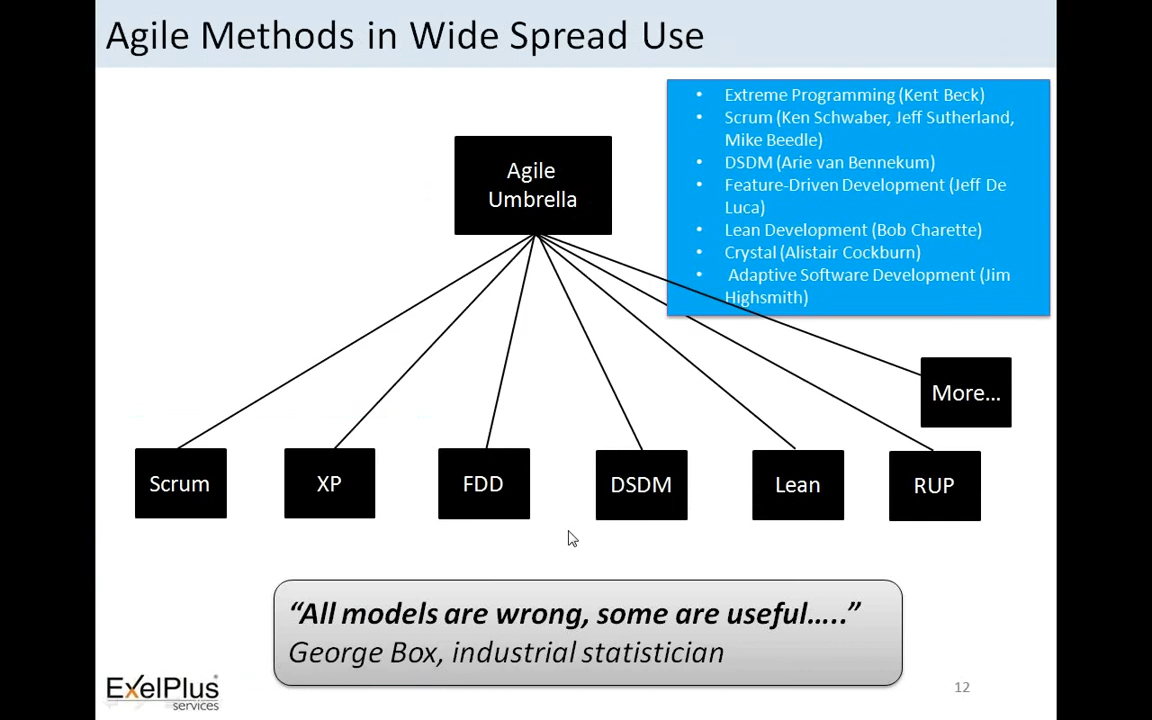 Agile Methods in Wide Spread Use
• Extreme Programming (Kent Beck)
• Scrum (Ken Schwaber, Jeff Sutherland,
Mike Beedle)
• DSDM (Arie van Bennekum)
• Feature-Driven Development (Jeff De
Luca)
• Lean Development (Bob Charette)
• Crystal (Alistair Cockburn)
• Adaptive Software Development (Jim
Highsmith)
Agile
Umbrella
More...
Scrum
XP
FDD
DSDM
Lean
RUP
“All models are wrong, some are useful…..”
George Box, industrial statistician
ExelPlus
services
12